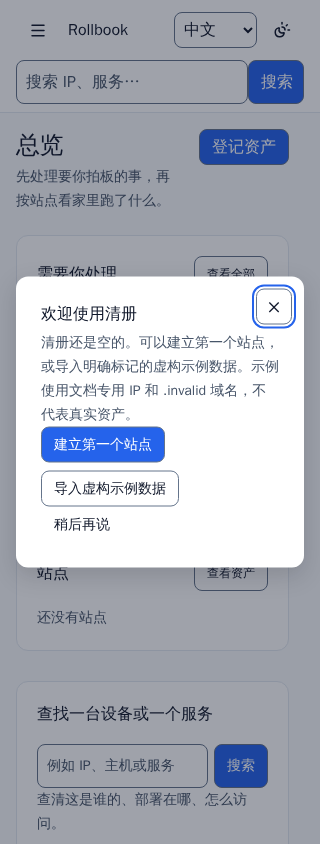 Rollbook
中文
搜索 IP、服务…
搜索
总览
登记资产
先处理要你拍板的事，再
按站点看家里跑了什么。
需要你处理
查看全部
欢迎使用清册
清册还是空的。可以建立第一个站点，
或导入明确标记的虚构示例数据。示例
使用文档专用 IP 和 .invalid 域名，不
代表真实资产。
建立第一个站点
导入虚构示例数据
稍后再说
站点
查看资产
还没有站点
查找一台设备或一个服务
例如 IP、主机或服务
搜索
查清这是谁的、部署在哪、怎么访
问。